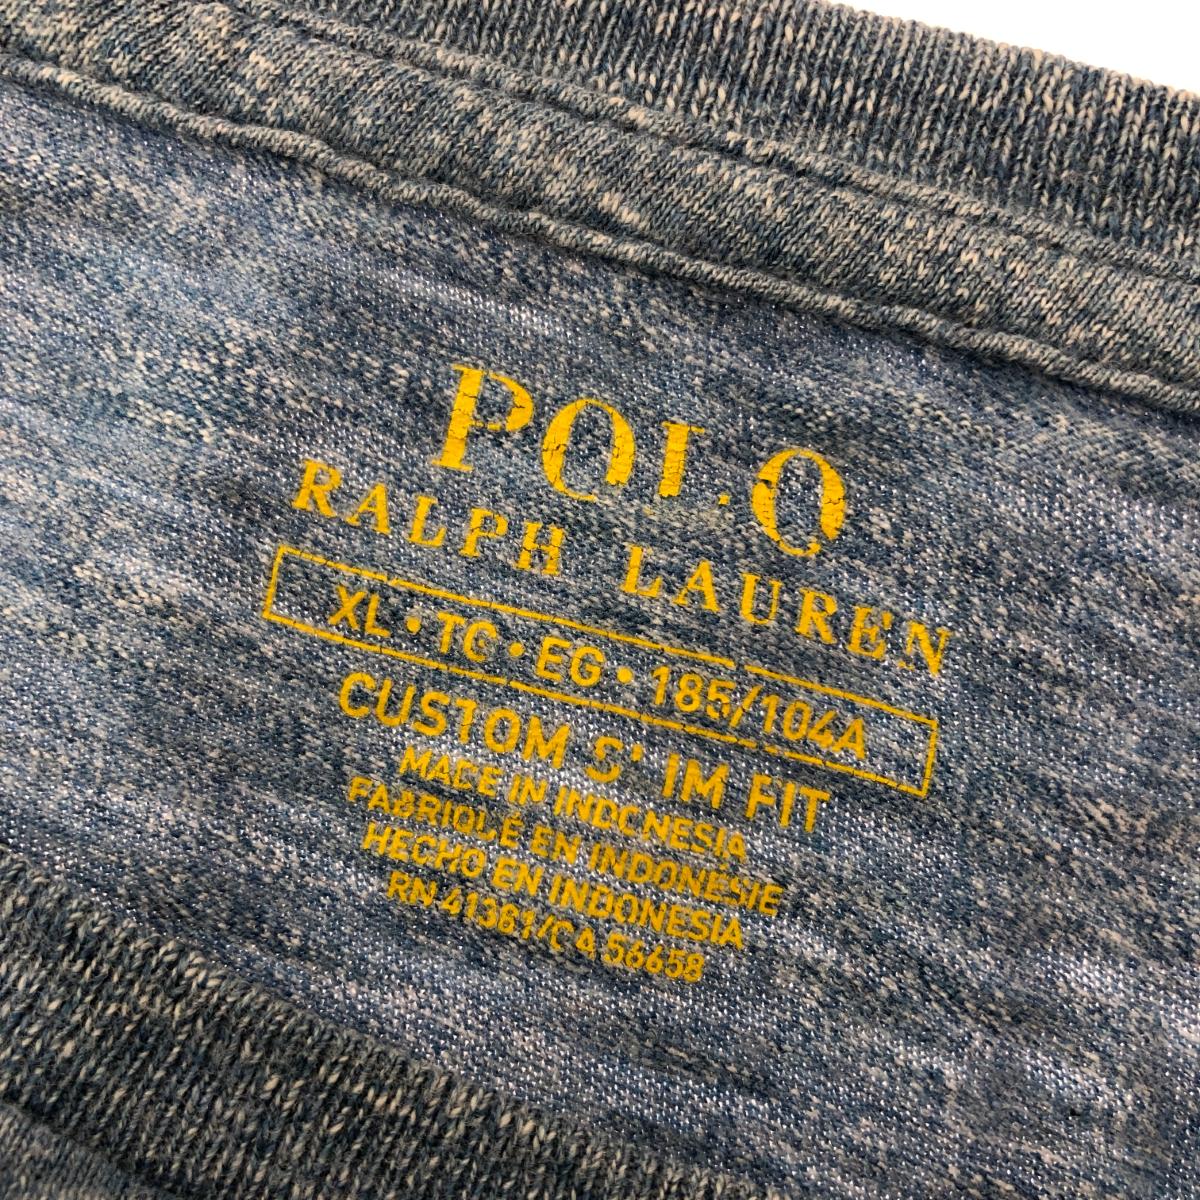 POLO
RALPH LAUREN
XL • TG • EG • 185/104A
CUSTOM SLIM FIT
MADE IN INDONESIA
FABRIQUÉ EN INDONÉSIE
HECHO EN INDONESIA
RN 41381/CA 56658